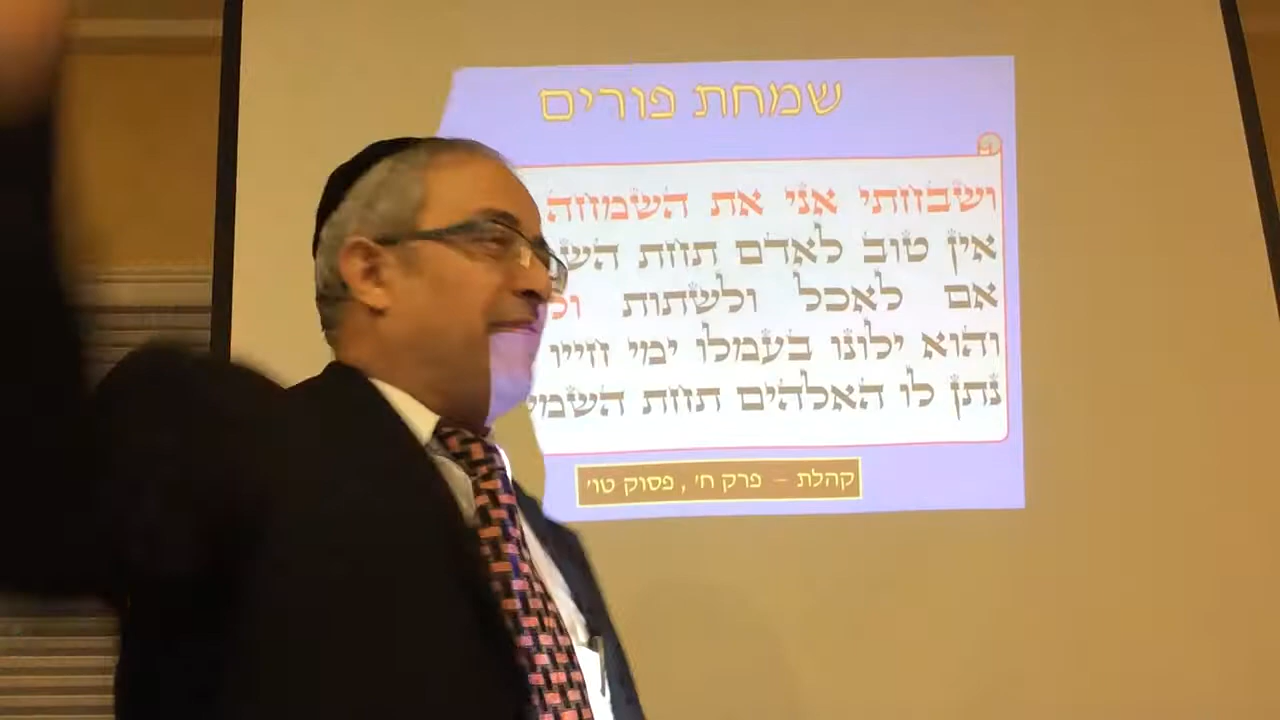 שמחת פורים
ושבחתי אני את השמחה
אין טוב לאדם תחת
אם לאכל ולשתות
והוא ילונו בעמלו ימי חייו
נתן לו האלהים תחת
קהלת – פרק ח׳, פסוק טו׳